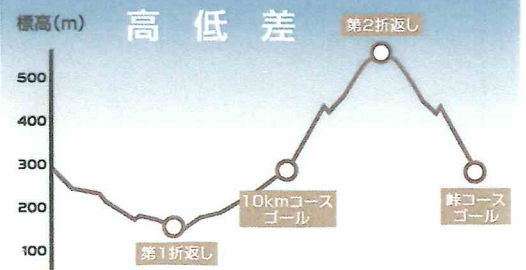 標高(m)
高低差
第2折返し
500
400
300
200
100
10kmコース
ゴール
峠コース
ゴール
第1折返し